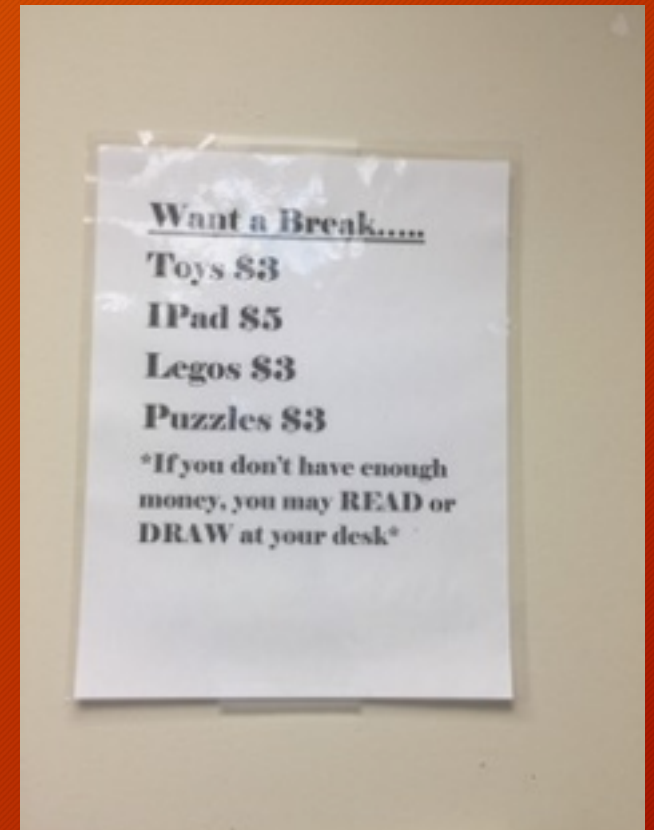 Want a Break.....
Toys $3
IPad $5
Legos $3
Puzzles $3
*If you don't have enough
money, you may READ or
DRAW at your desk*